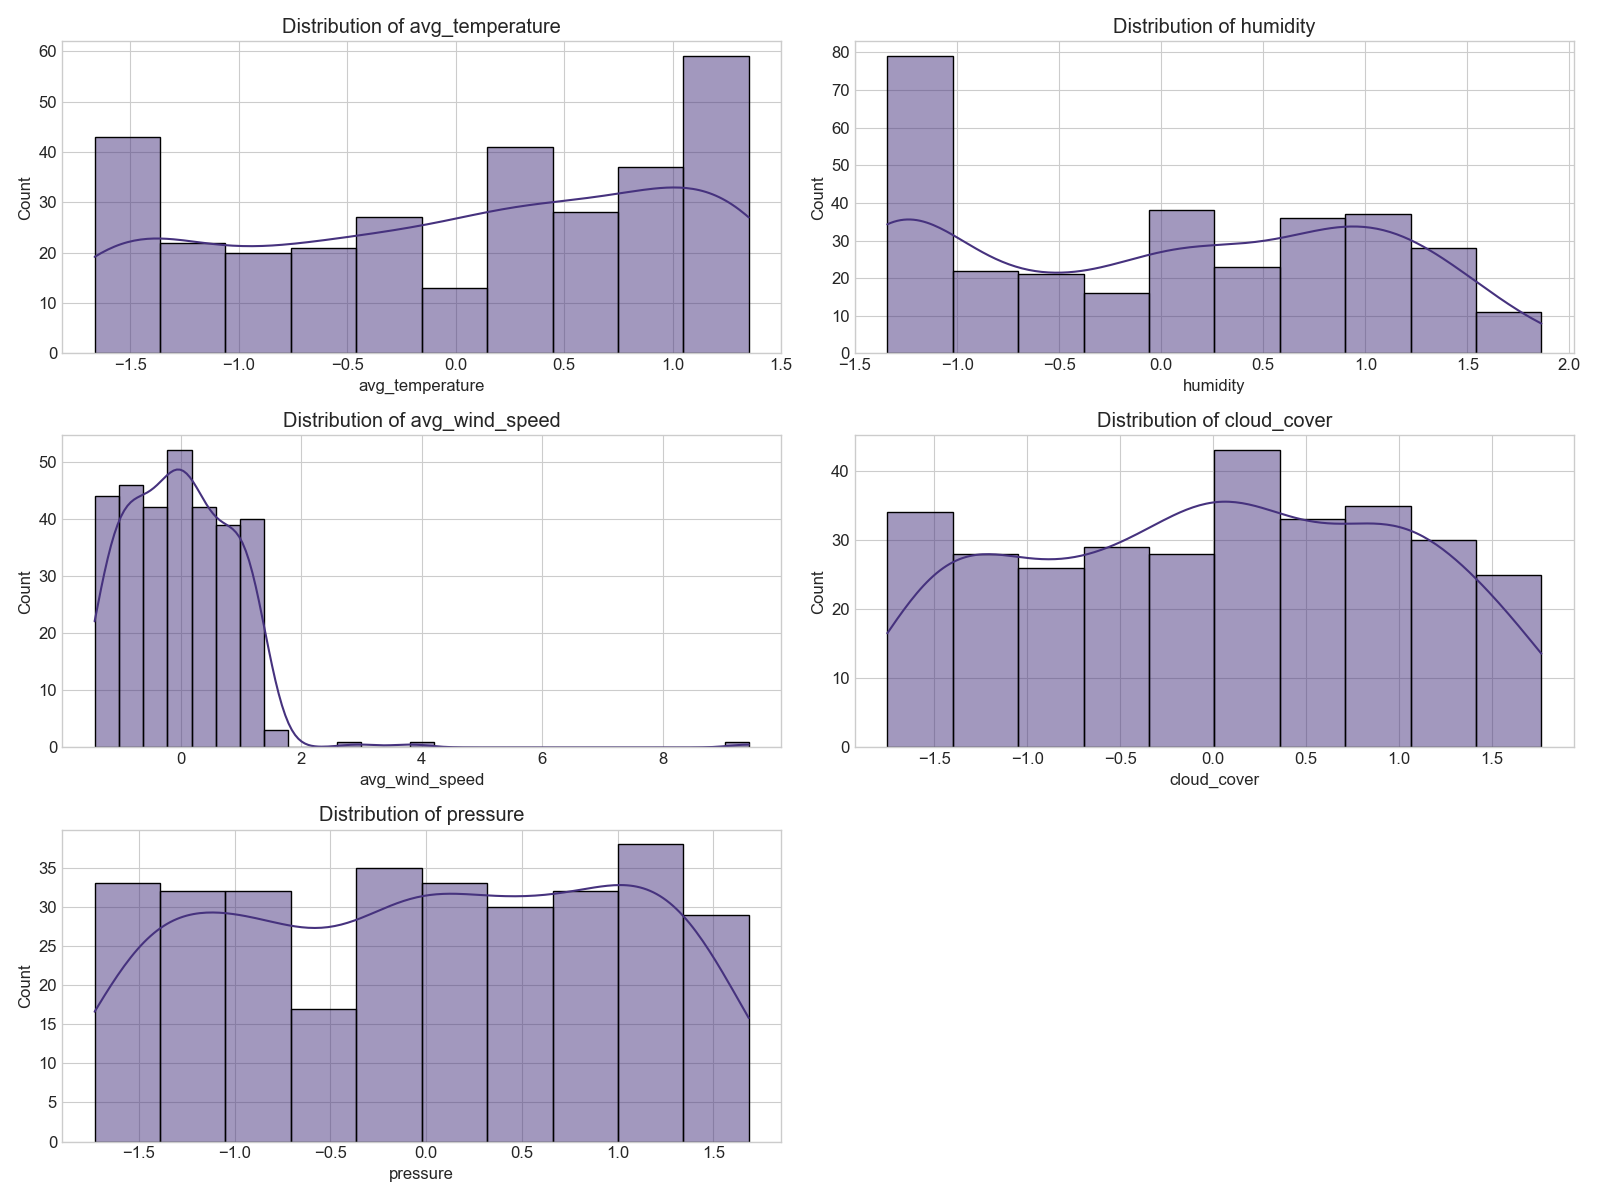 Distribution of avg_temperature
60
50
40
30
20
10
0
Count
−1.5 −1.0 −0.5 0.0 0.5 1.0 1.5
avg_temperature
Distribution of humidity
80
70
60
50
40
30
20
10
0
Count
−1.5 −1.0 −0.5 0.0 0.5 1.0 1.5 2.0
humidity
Distribution of avg_wind_speed
50
40
30
20
10
0
Count
0 2 4 6 8
avg_wind_speed
Distribution of cloud_cover
40
30
20
10
0
Count
−1.5 −1.0 −0.5 0.0 0.5 1.0 1.5
cloud_cover
Distribution of pressure
35
30
25
20
15
10
5
0
Count
−1.5 −1.0 −0.5 0.0 0.5 1.0 1.5
pressure